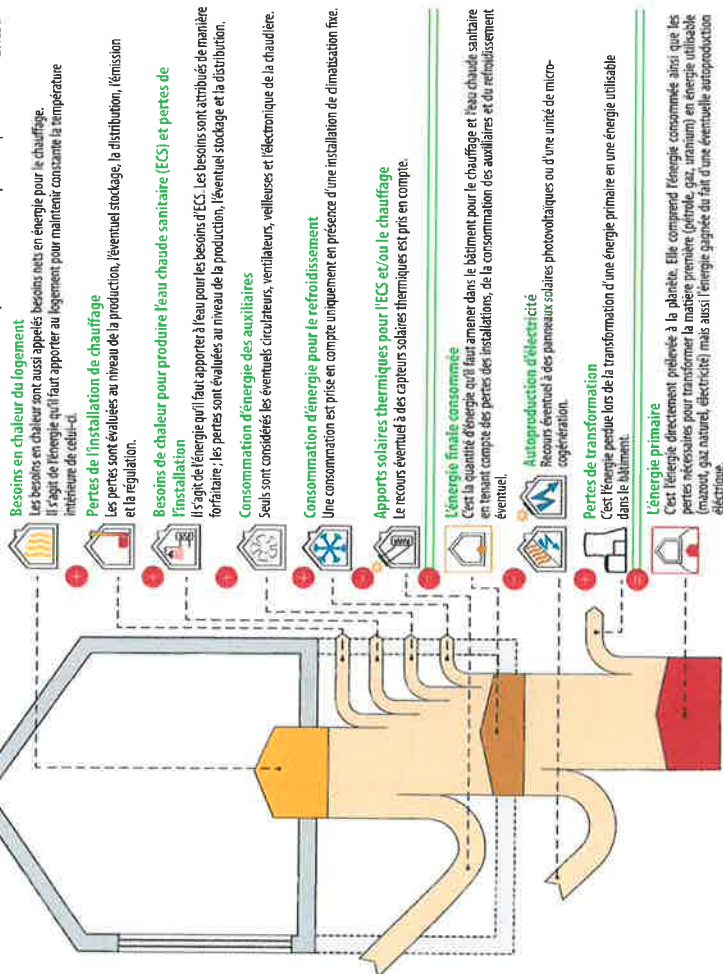 Besoins en chaleur du logement
Les besoins en chaleur sont aussi appelés besoins nets en énergie pour le chauffage.
Il s'agit de l'énergie qu'il faut apporter au logement pour maintenir constante la température
intérieure de celui-ci.
Pertes de l'installation de chauffage
Les pertes sont évaluées au niveau de la production, l'éventuel stockage, la distribution, l'émission
et la régulation.
Besoins de chaleur pour produire l'eau chaude sanitaire (ECS) et pertes de
l'installation
Il s'agit de l'énergie qu'il faut apporter à l'eau pour les besoins d'ECS. Les besoins sont attribués de manière
forfaitaire; les pertes sont évaluées au niveau de la production, l'éventuel stockage et la distribution.
Consommation d'énergie des auxiliaires
Seuls sont considérés les éventuels circulateurs, ventilateurs, veilleuses et l'électronique de la chaudière.
Consommation d'énergie pour le refroidissement
Une consommation est prise en compte uniquement en présence d'une installation de climatisation fixe.
Apports solaires thermiques pour l'ECS et/ou le chauffage
Le recours éventuel à des capteurs solaires thermiques est pris en compte.
L'énergie finale consommée
C'est la quantité d'énergie qu'il faut amener dans le bâtiment pour le chauffage et l'eau chaude sanitaire
en tenant compte des pertes des installations, de la consommation des auxiliaires et du refroidissement
éventuel.
Autoproduction d'électricité
Recours éventuel à des panneaux solaires photovoltaïques ou d'une unité de micro-
cogénération.
Pertes de transformation
C'est l'énergie perdue lors de la transformation d'une énergie primaire en une énergie utilisable
dans le bâtiment.
L'énergie primaire
C'est l'énergie directement prélevée à la planète. Elle comprend l'énergie consommée ainsi que les
pertes nécessaires pour transformer la matière première (pétrole, gaz, uranium) en énergie utilisable
(mazout, gaz naturel, électricité) mais aussi l'énergie gagnée du fait d'une éventuelle autoproduction
électrique.